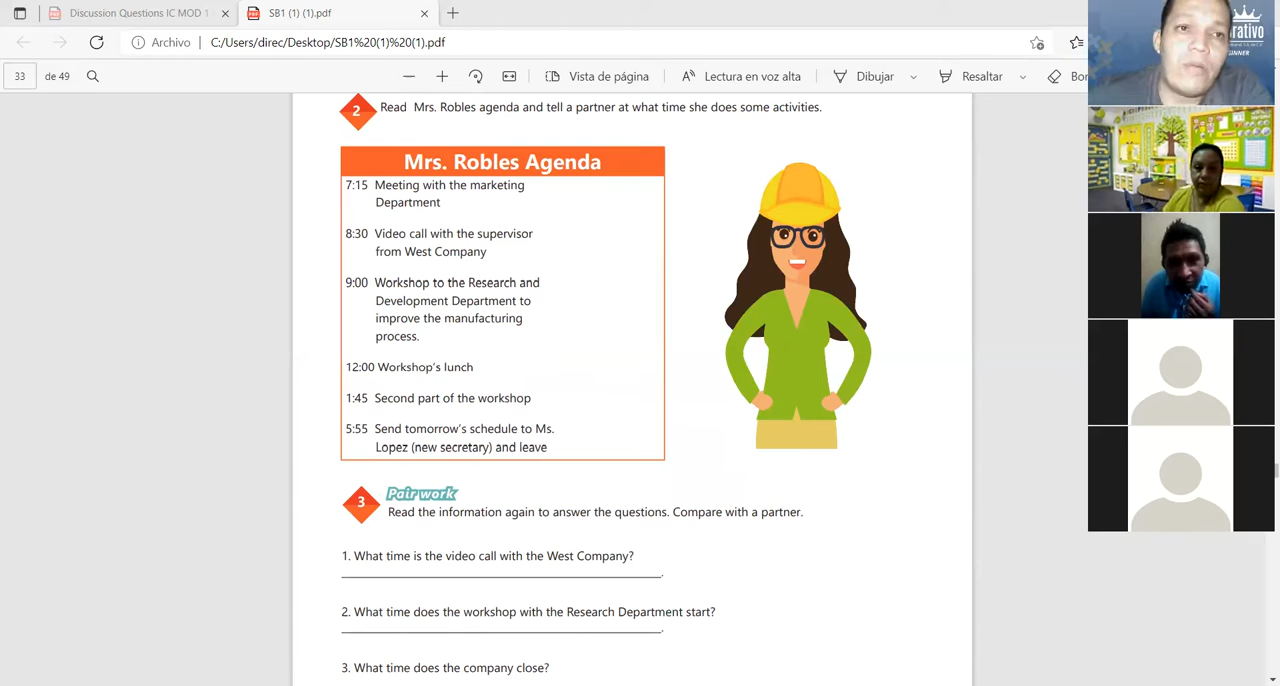 Discussion Questions IC MOD 1
SB1 (1) (1).pdf
Archivo
C:/Users/direc/Desktop/SB1%20(1)%20(1).pdf
33 de 49
Vista de página
Lectura en voz alta
Dibujar
Resaltar
2 Read Mrs. Robles agenda and tell a partner at what time she does some activities.
Mrs. Robles Agenda
7:15 Meeting with the marketing
Department
8:30 Video call with the supervisor
from West Company
9:00 Workshop to the Research and
Development Department to
improve the manufacturing
process.
12:00 Workshop's lunch
1:45 Second part of the workshop
5:55 Send tomorrow's schedule to Ms.
Lopez (new secretary) and leave
3 Pair work
Read the information again to answer the questions. Compare with a partner.
1. What time is the video call with the West Company?
2. What time does the workshop with the Research Department start?
3. What time does the company close?